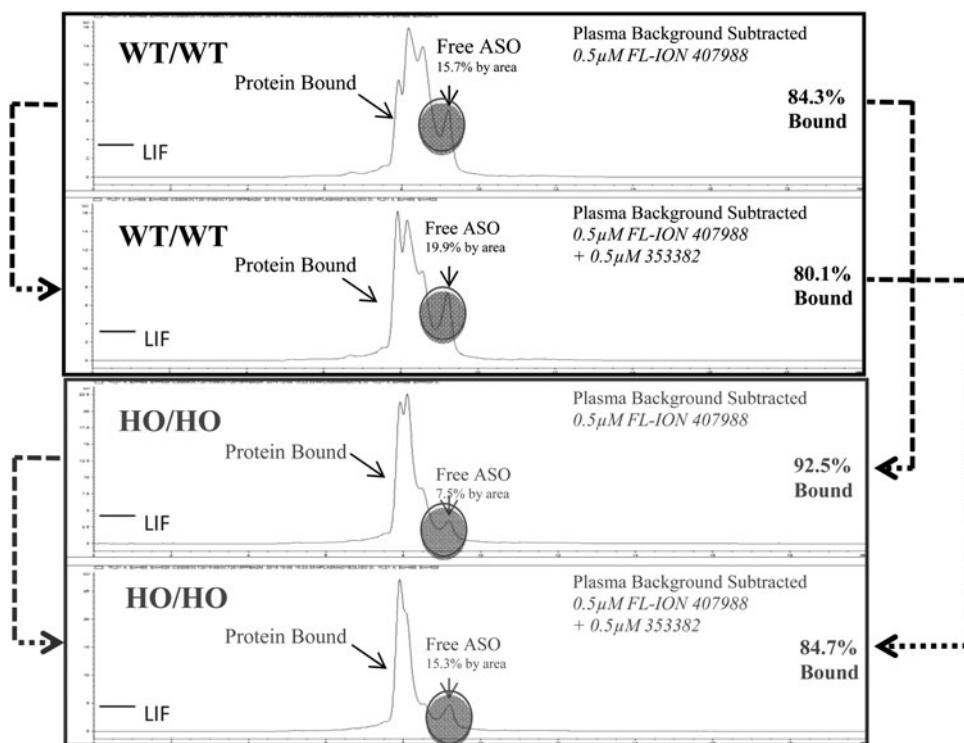 WT/WT
Protein Bound
Free ASO
15.7% by area
Plasma Background Subtracted
0.5μM FL-ION 407988
84.3%
Bound
LIF
WT/WT
Protein Bound
Free ASO
19.9% by area
Plasma Background Subtracted
0.5μM FL-ION 407988
+ 0.5μM 353382
80.1%
Bound
LIF
HO/HO
Protein Bound
Free ASO
7.5% by area
Plasma Background Subtracted
0.5μM FL-ION 407988
92.5%
Bound
LIF
HO/HO
Protein Bound
Free ASO
15.3% by area
Plasma Background Subtracted
0.5μM FL-ION 407988
+ 0.5μM 353382
84.7%
Bound
LIF